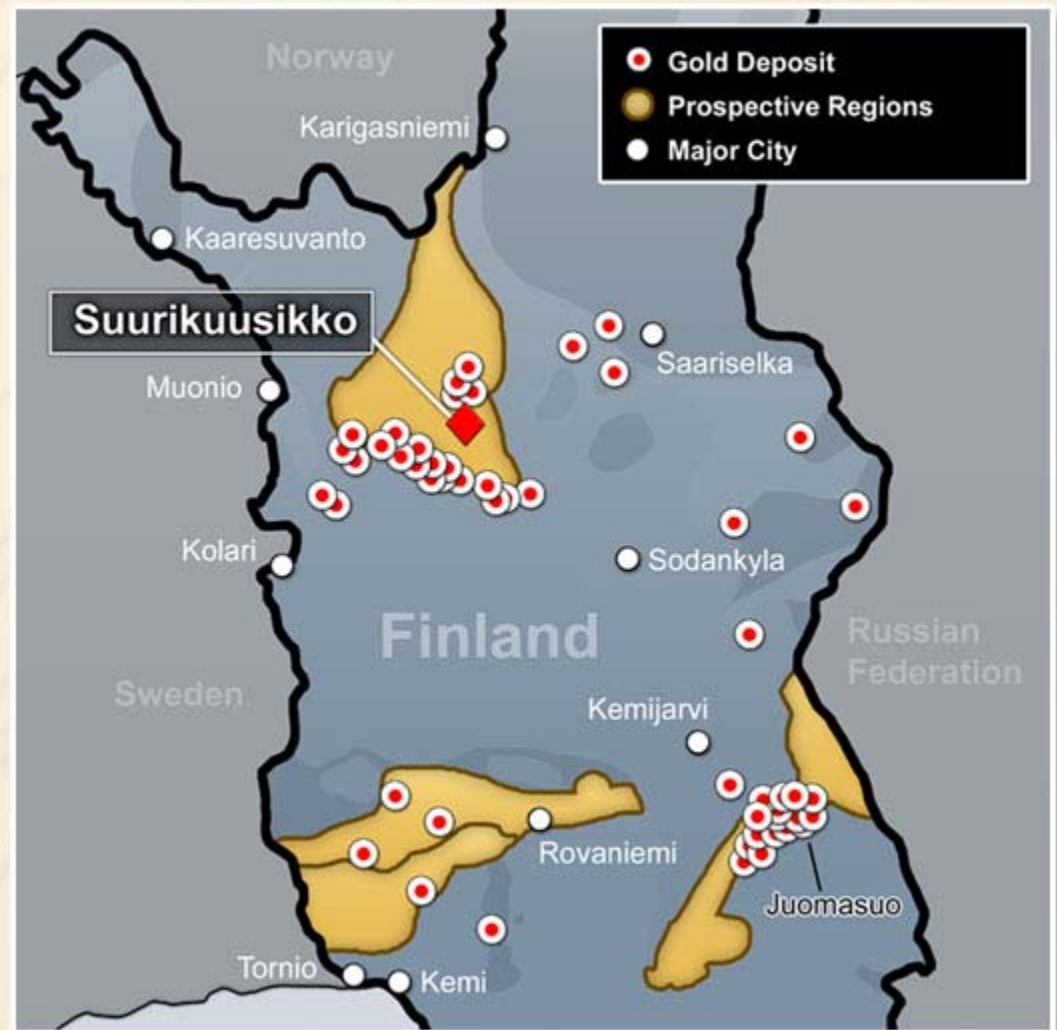 Norway
Gold Deposit
Prospective Regions
Major City
Karigasniemi
Kaaresuvanto
Suurikuusikko
Saariselka
Muonio
Kolari
Sodankyla
Finland
Russian
Federation
Sweden
Kemijarvi
Rovaniemi
Juomasuo
Tornio
Kemi